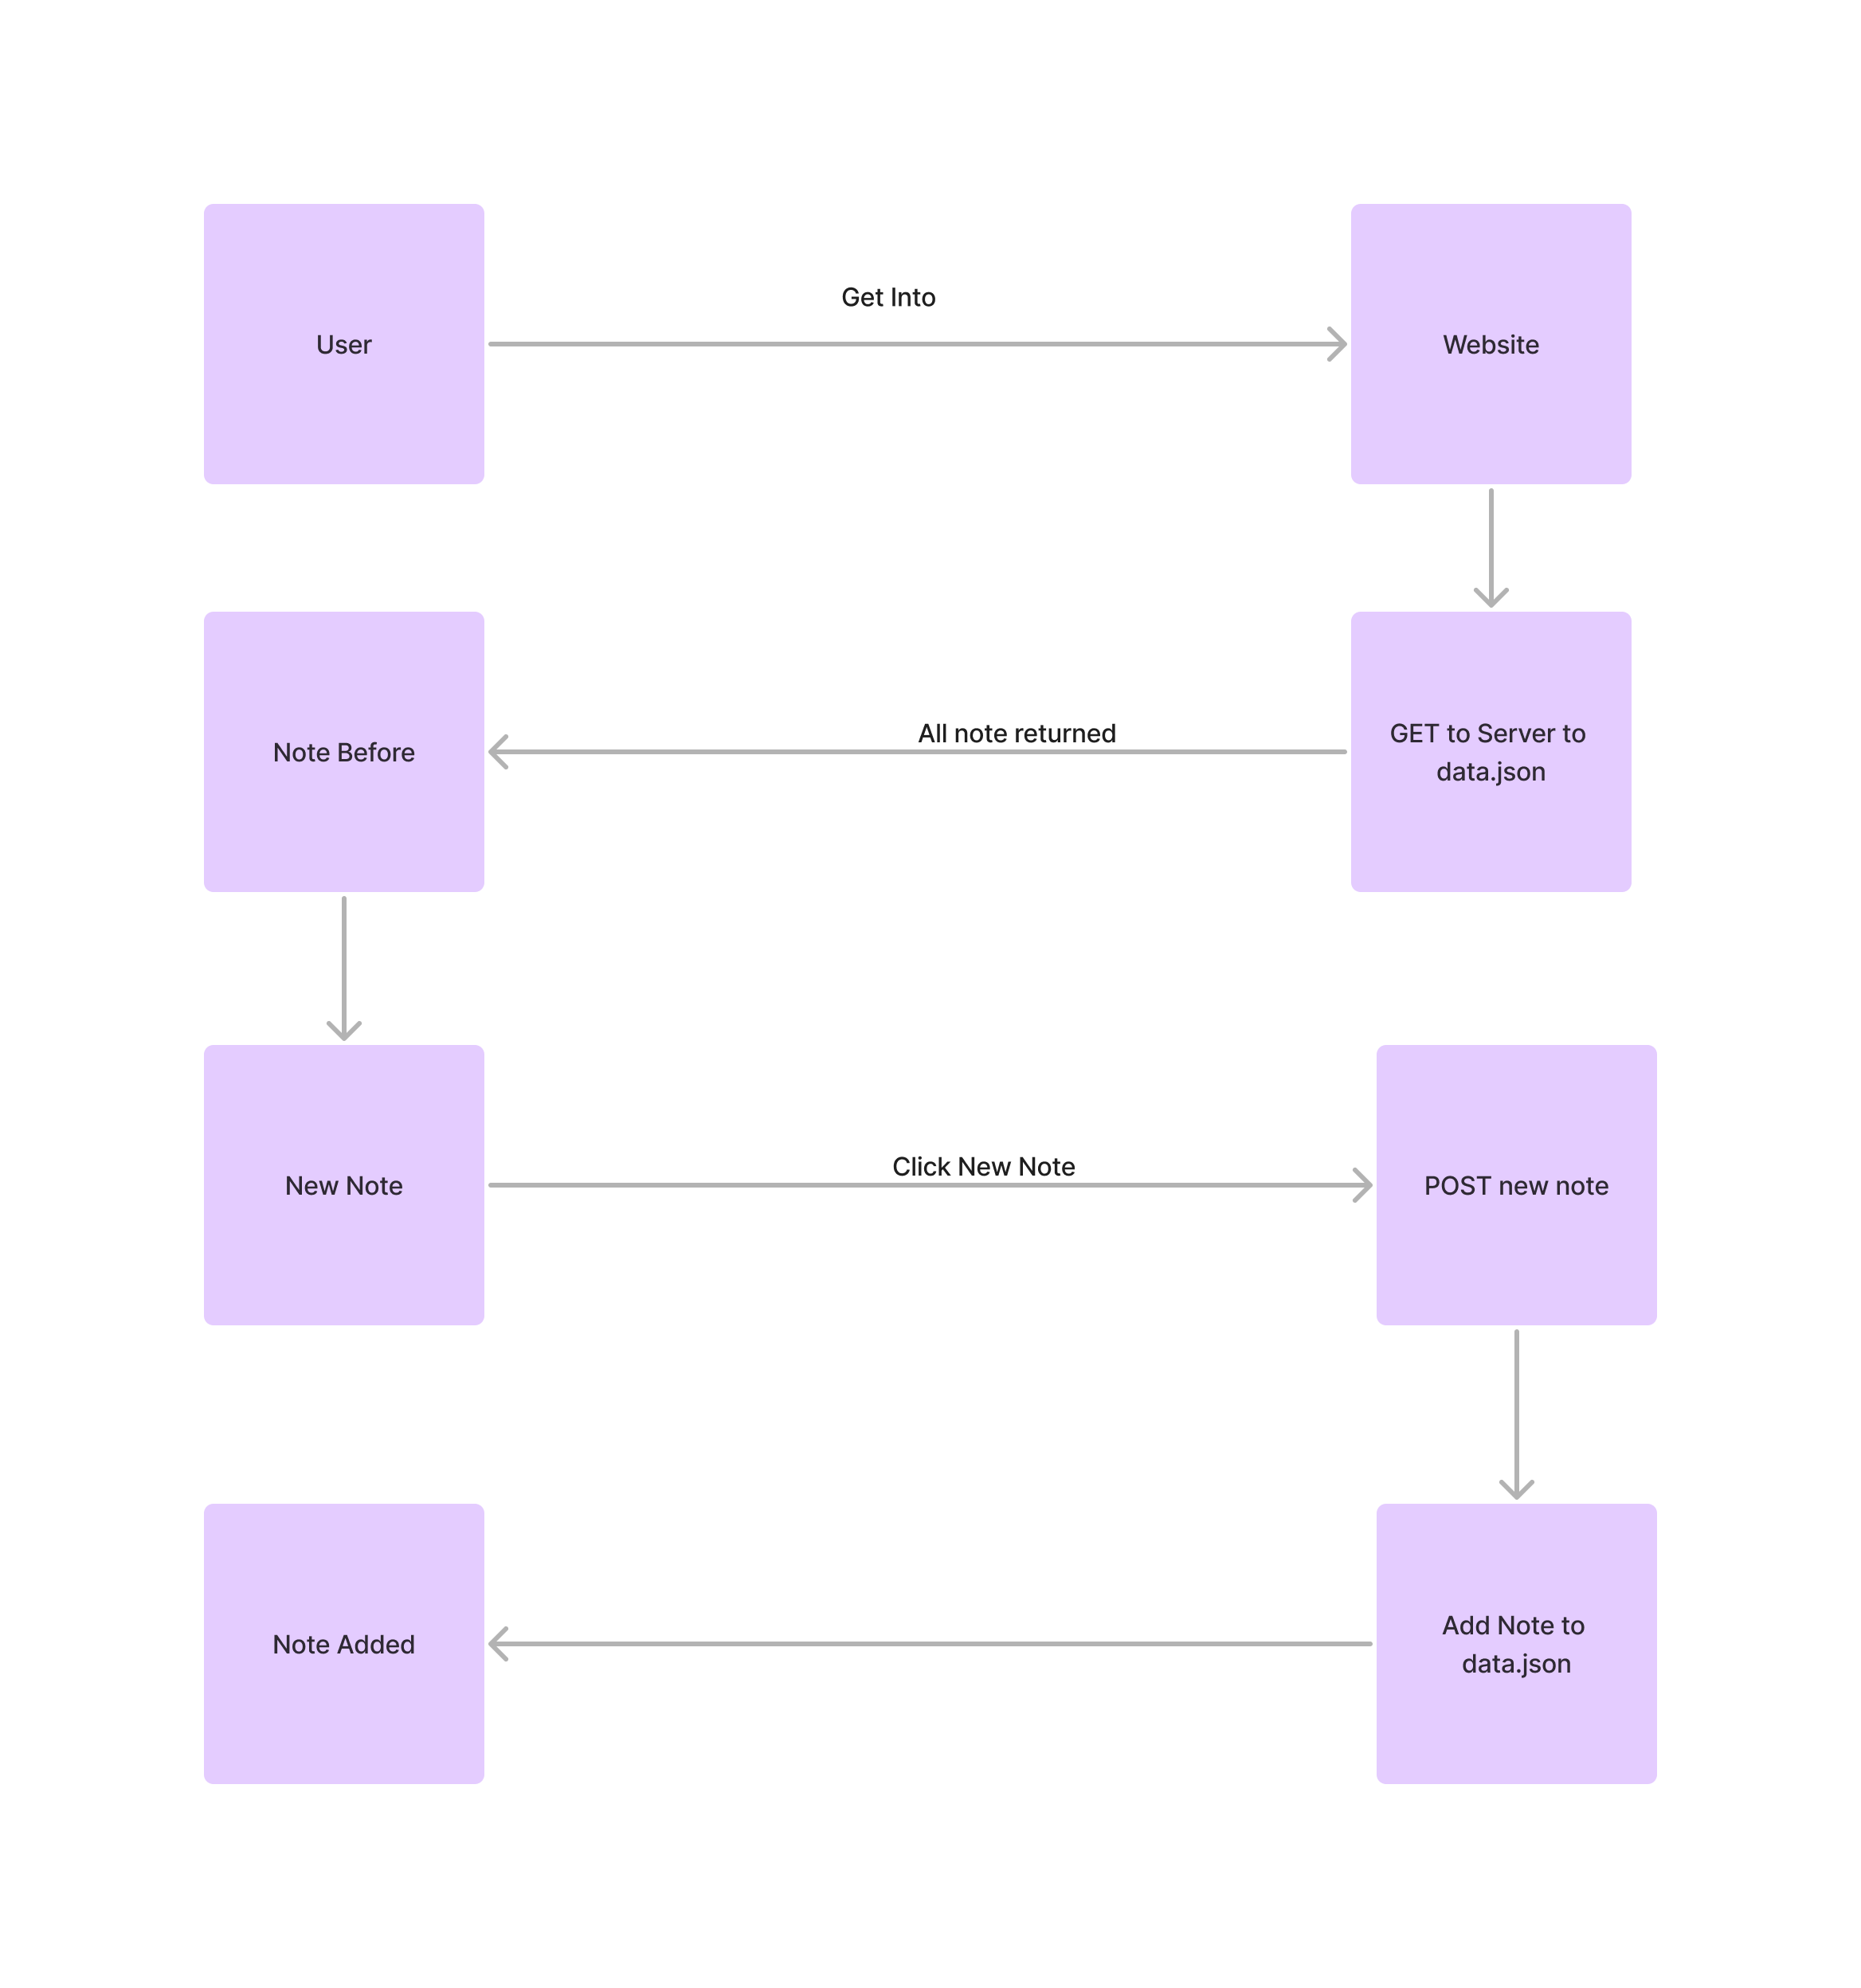 User
Get Into
Website
Note Before
All note returned
GET to Server to
data.json
New Note
Click New Note
POST new note
Note Added
Add Note to
data.json